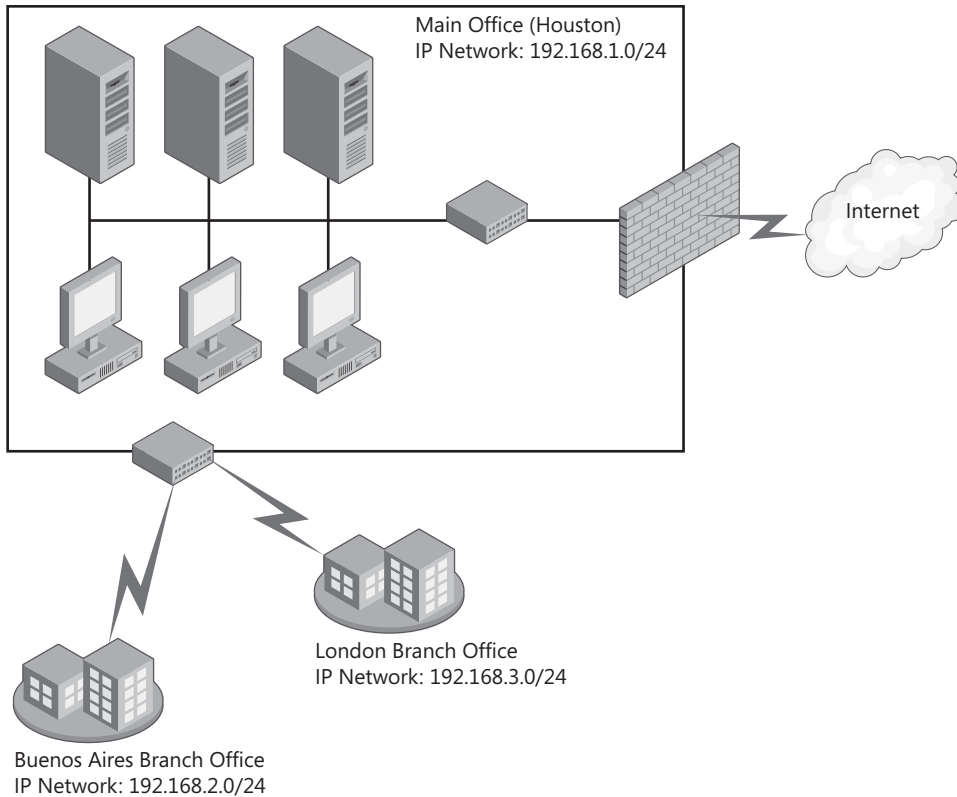 Main Office (Houston)
IP Network: 192.168.1.0/24
Internet
London Branch Office
IP Network: 192.168.3.0/24
Buenos Aires Branch Office
IP Network: 192.168.2.0/24